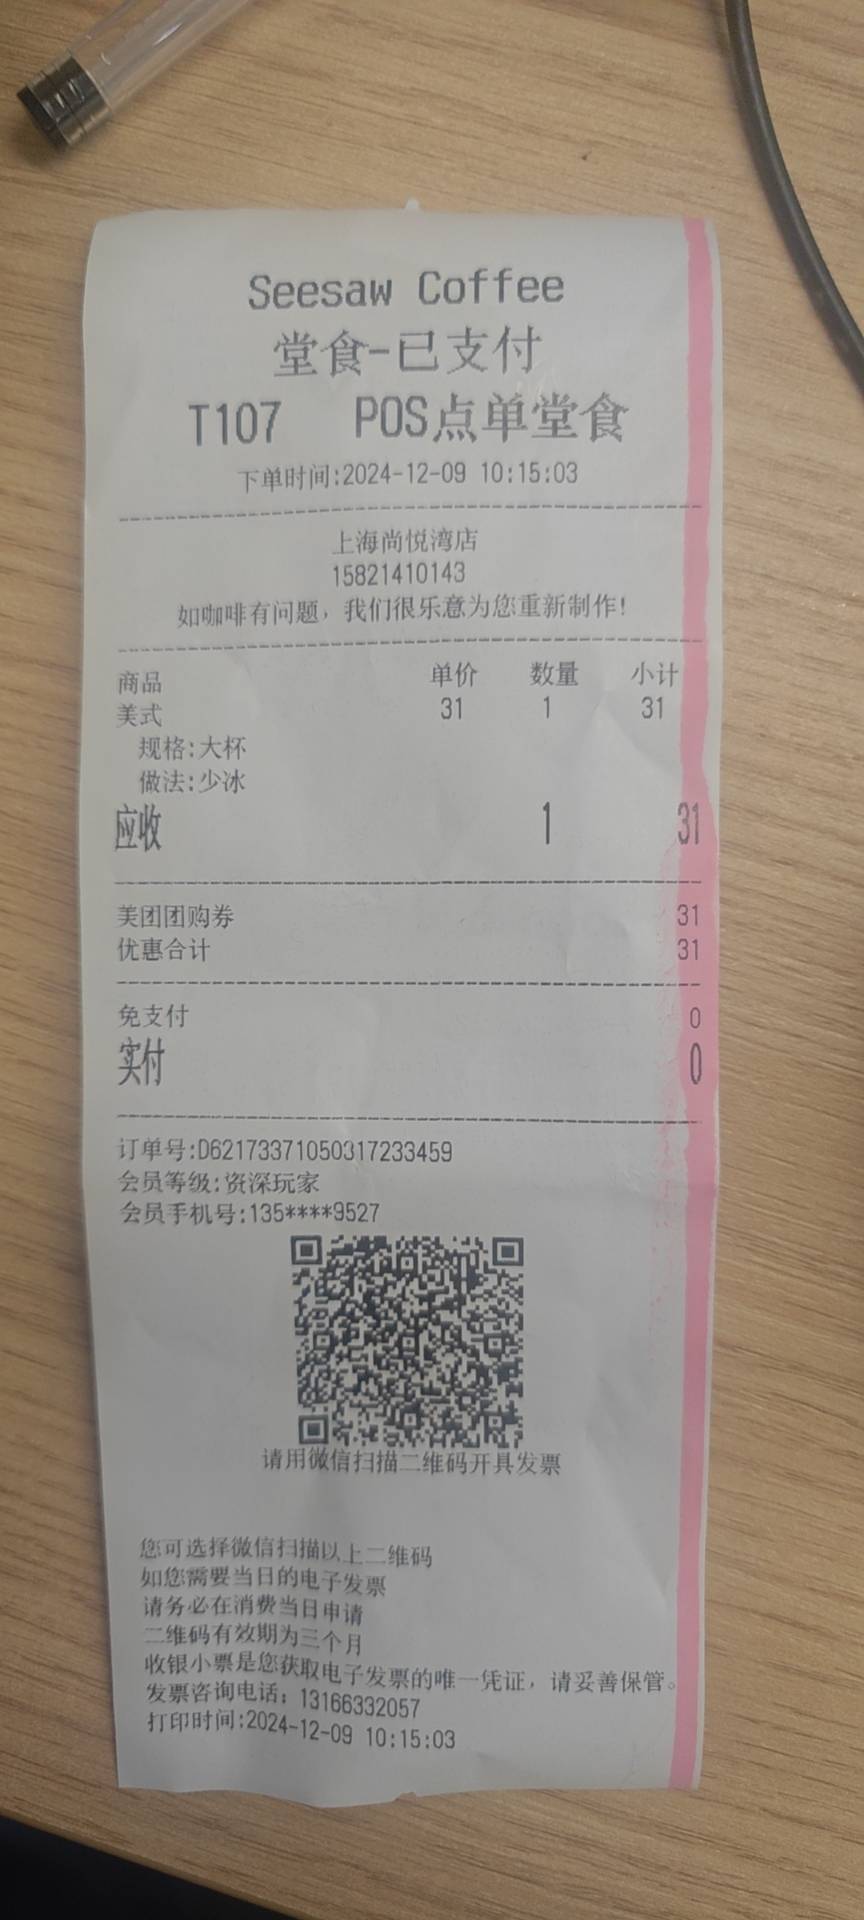 Seesaw Coffee
堂食-已支付
T107 POS点单堂食
下单时间:2024-12-09 10:15:03
上海尚悦湾店
15821410143
如咖啡有问题，我们很乐意为您重新制作!
商品 单价 数量 小计
美式 31 1 31
规格:大杯
做法:少冰
应收 1 31
美团团购券 31
优惠合计 31
免支付 0
实付 0
订单号:D62173371050317233459
会员等级:资深玩家
会员手机号:135****9527
请用微信扫描二维码开具发票
您可选择微信扫描以上二维码
如您需要当日的电子发票
请务必在消费当日申请
二维码有效期为三个月
收银小票是您获取电子发票的唯一凭证，请妥善保管。
发票咨询电话：13166332057
打印时间:2024-12-09 10:15:03